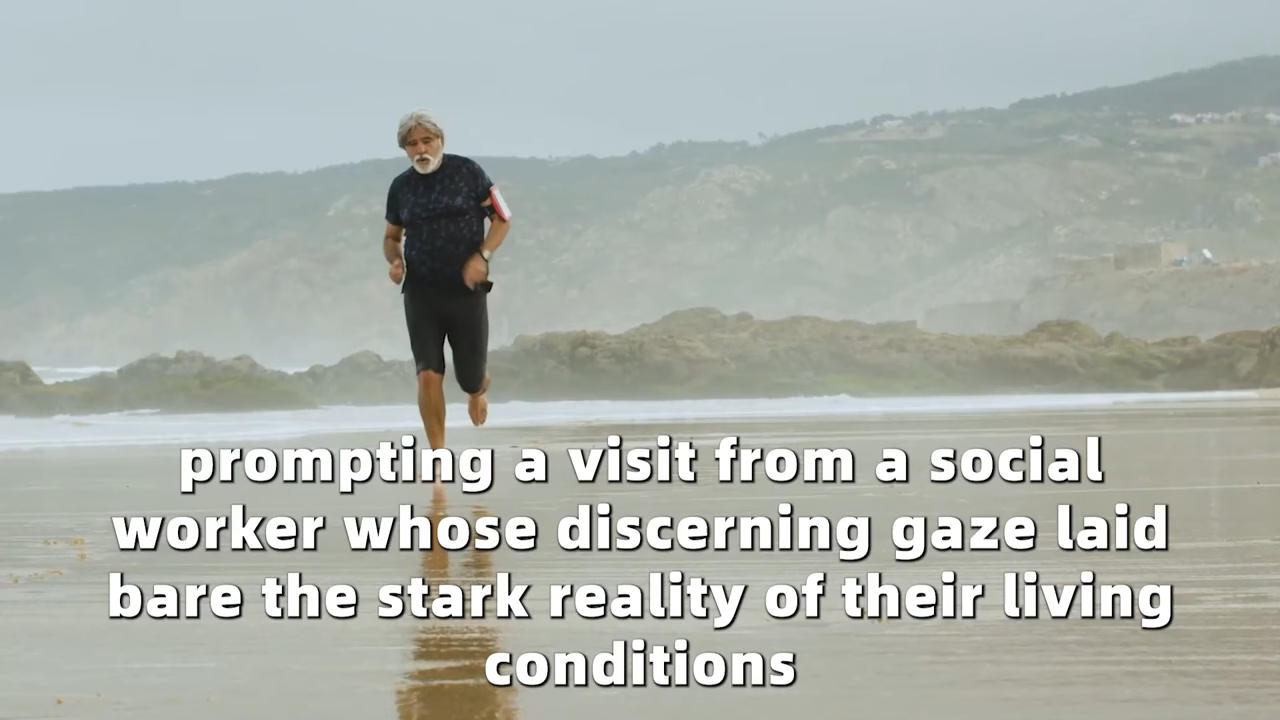 prompting a visit from a social
worker whose discerning gaze laid
bare the stark reality of their living
conditions